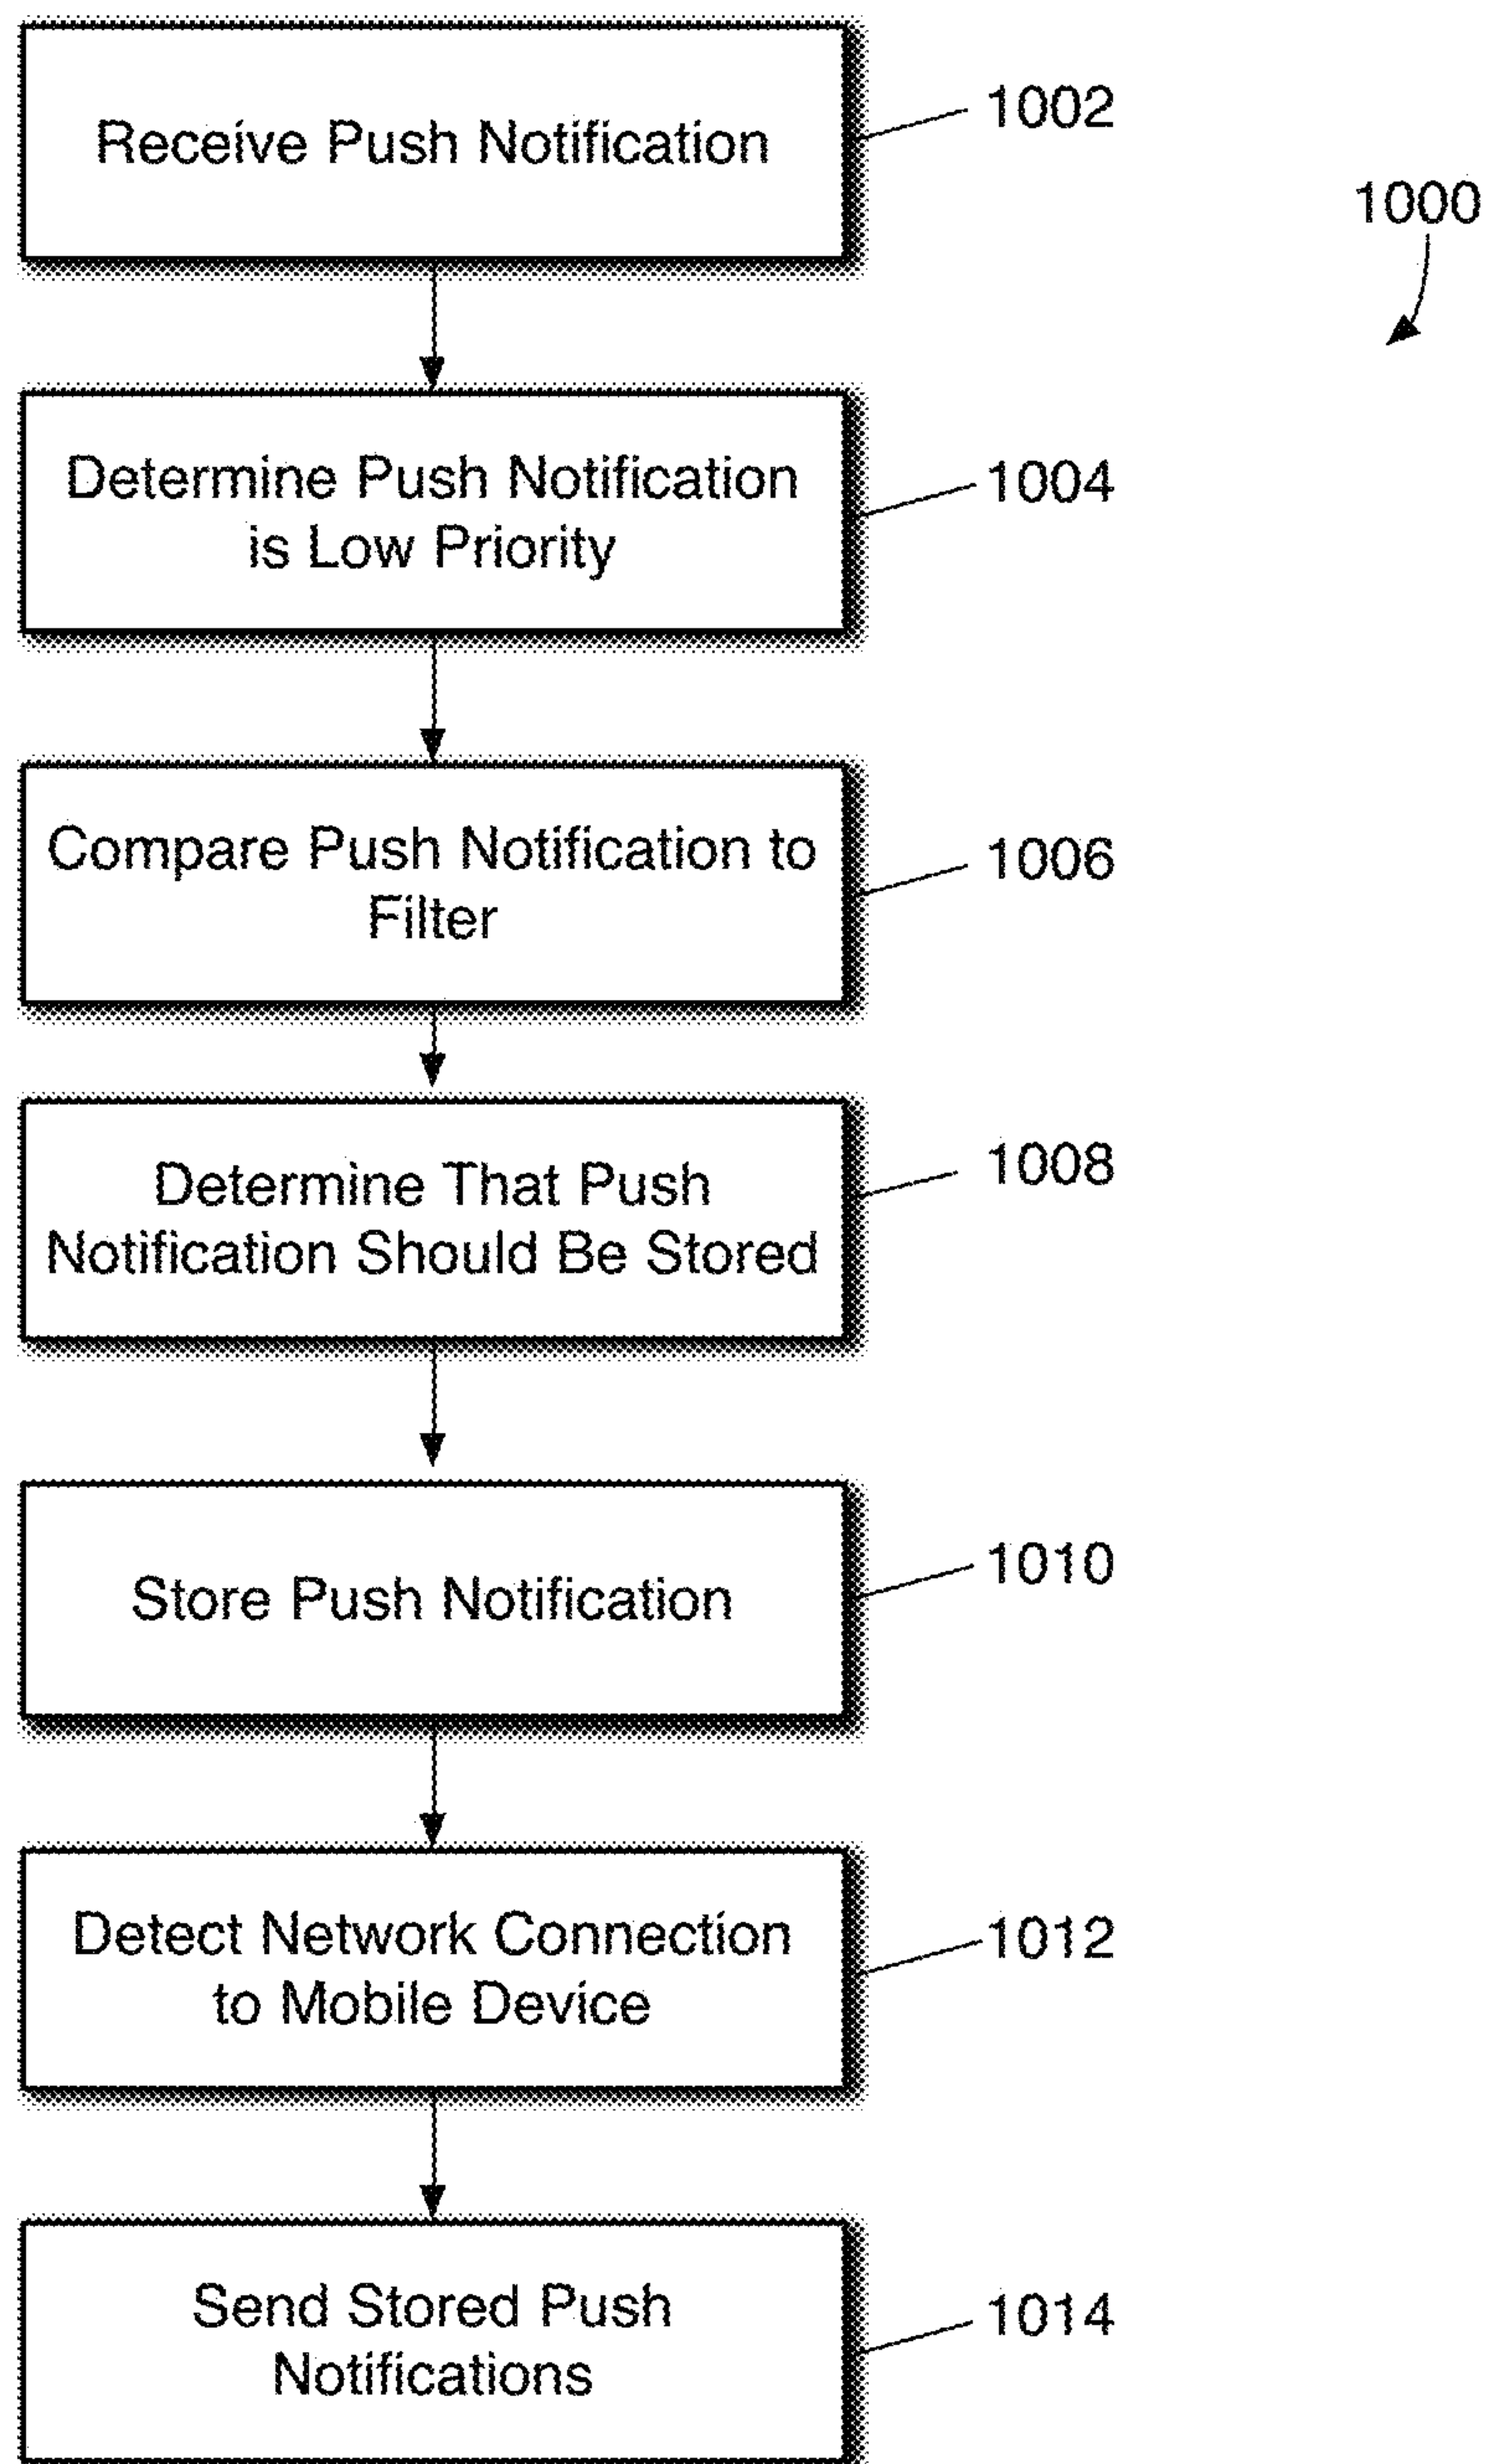 Receive Push Notification
1002
1000
Determine Push Notification
is Low Priority
1004
Compare Push Notification to
Filter
1006
Determine That Push
Notification Should Be Stored
1008
Store Push Notification
1010
Detect Network Connection
to Mobile Device
1012
Send Stored Push
Notifications
1014